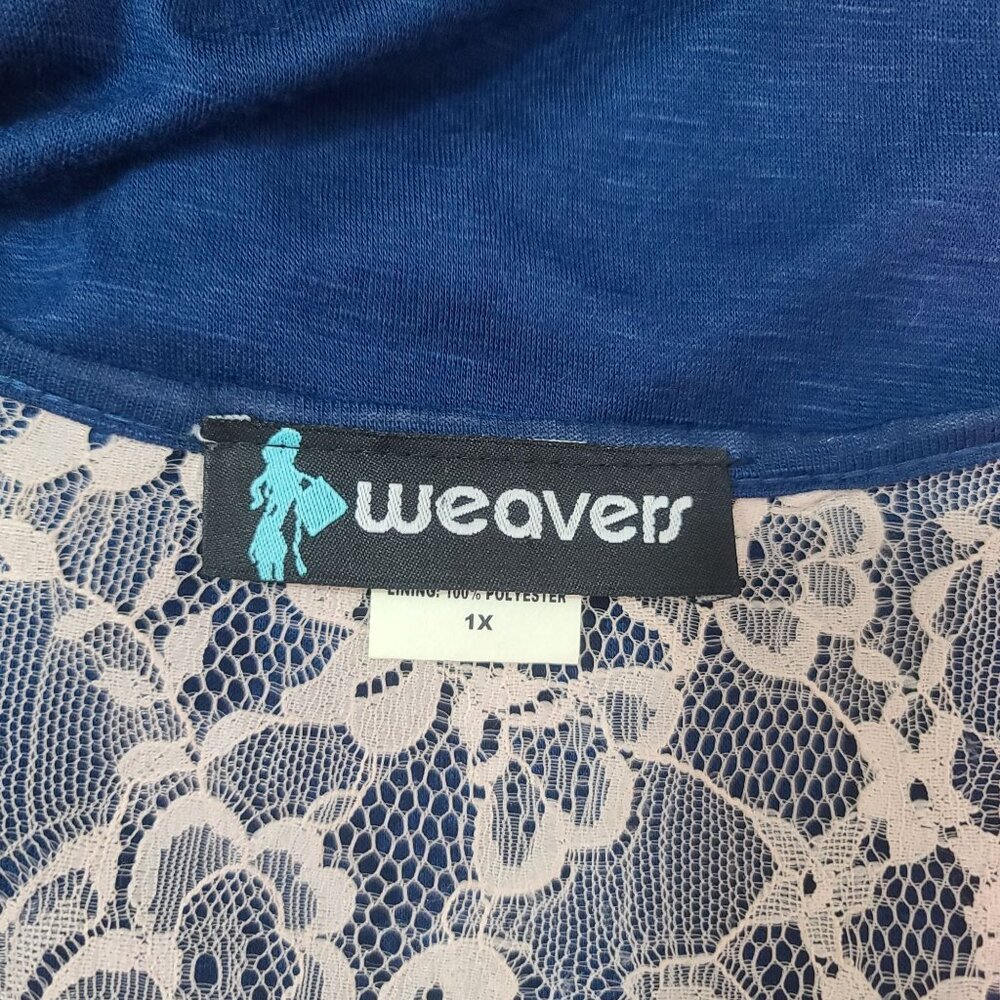 weavers
LINING: 100% POLYESTER
1X